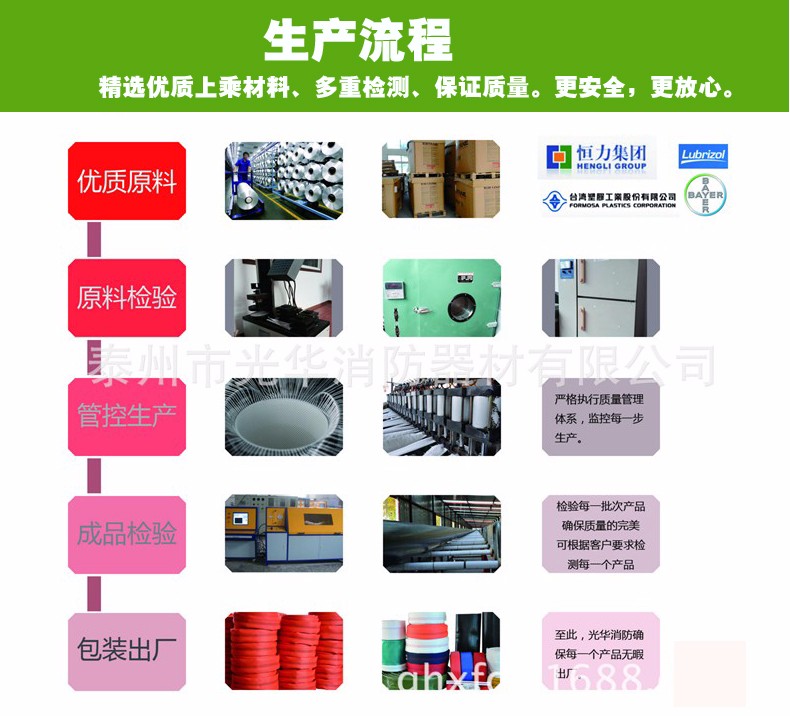 生产流程
精选优质上乘材料、多重检测、保证质量。更安全，更放心。
优质原料
恒力集团
HENGLI GROUP
Lubrizol
台湾塑膠工業股份有限公司
FORMOSA PLASTICS CORPORATION
BAYER
BAYER
原料检验
泰州市光华消防器材有限公司
管控生产
严格执行质量管理
体系，监控每一步
生产。
成品检验
检验每一批次产品
确保质量的完美
可根据客户要求检
测每一个产品
包装出厂
至此，光华消防确
保每一个产品无暇
出厂。
1688.